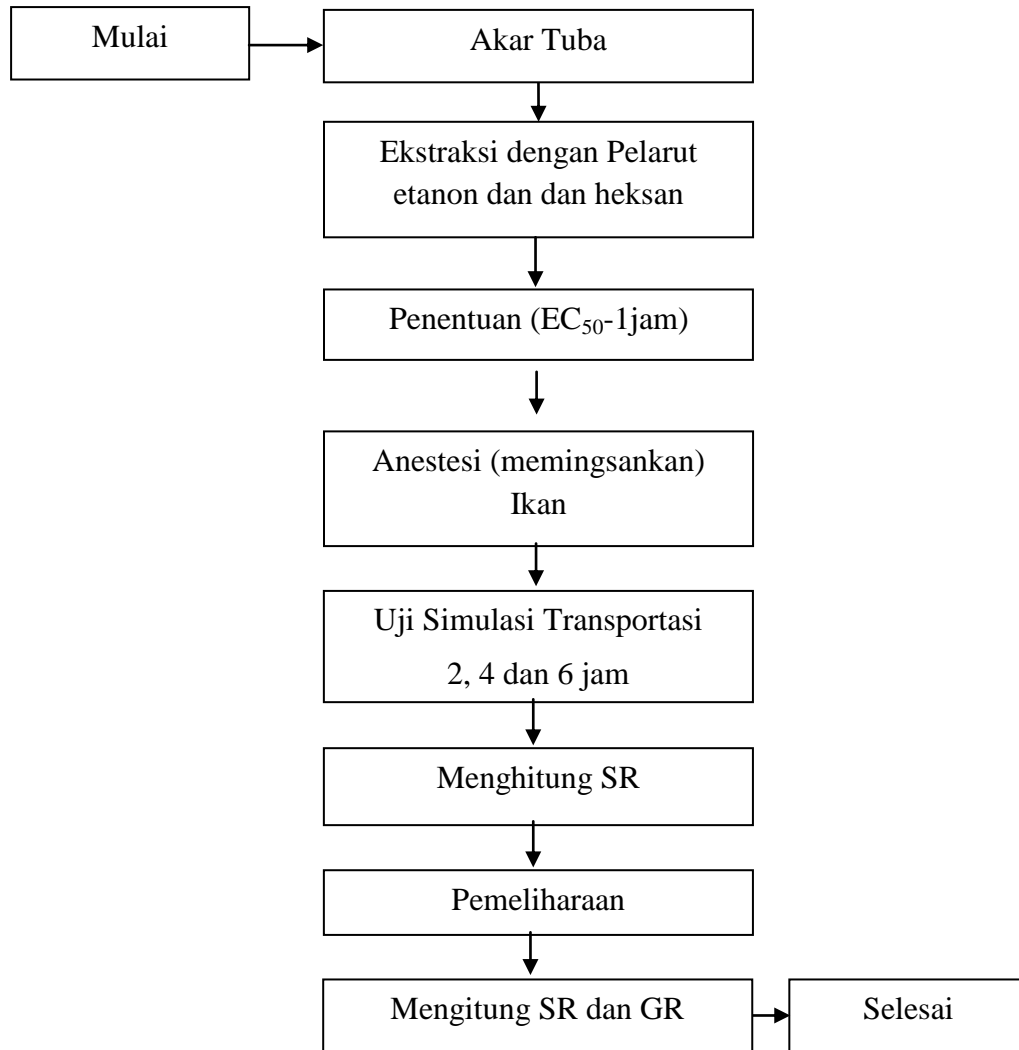 Mulai
Akar Tuba
Ekstraksi dengan Pelarut
etanon dan dan heksan
Penentuan (EC₅₀-1jam)
Anestesi (memingsankan)
Ikan
Uji Simulasi Transportasi
2, 4 dan 6 jam
Menghitung SR
Pemeliharaan
Mengitung SR dan GR
Selesai